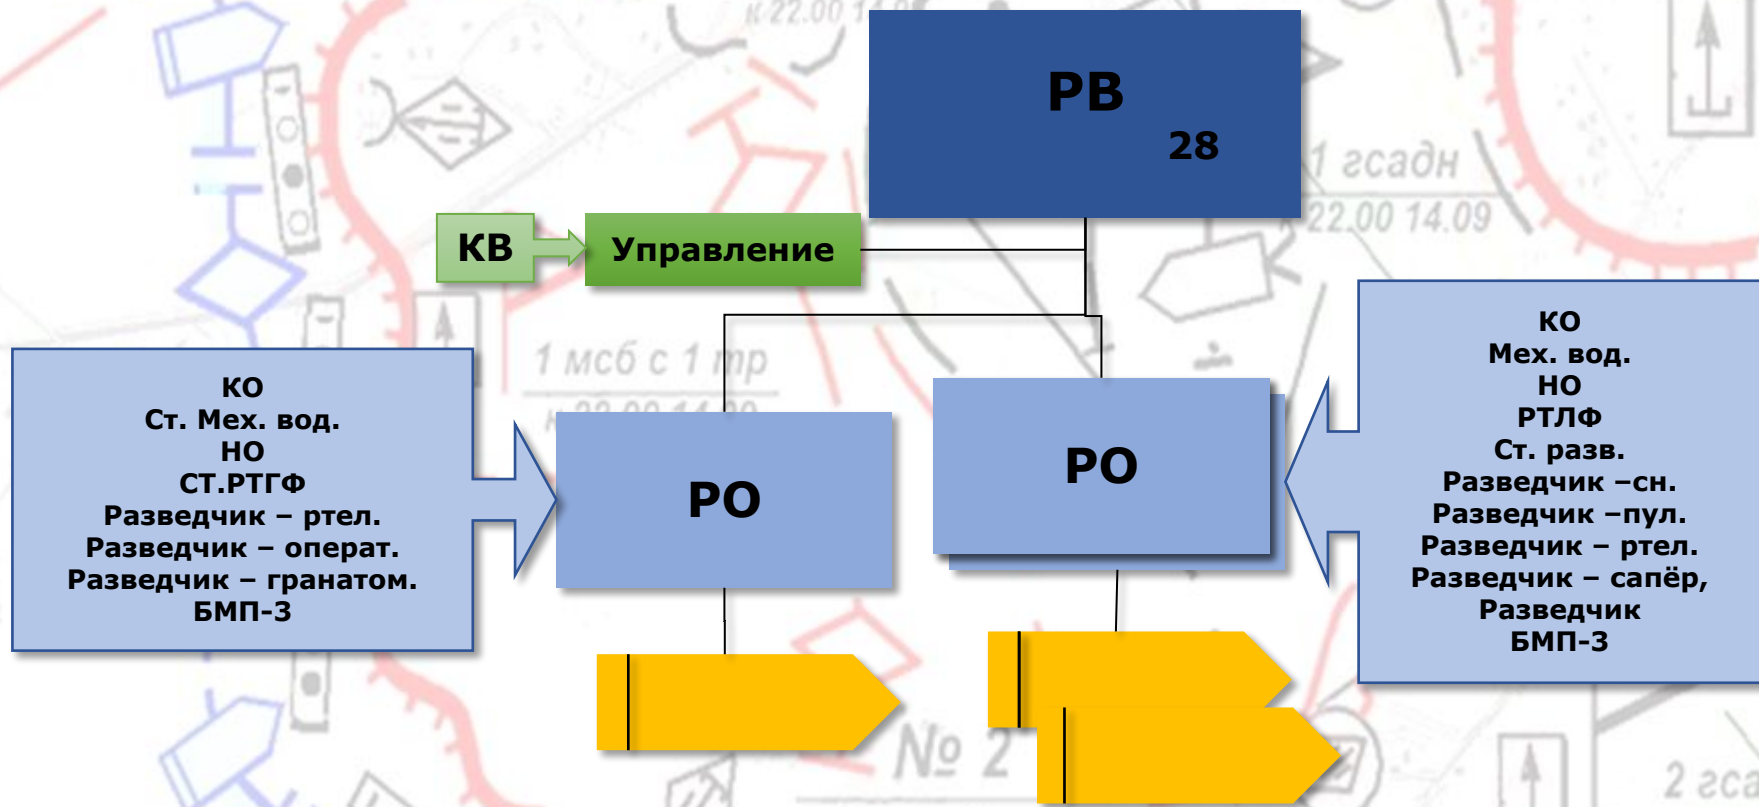 к 22.00
РВ
28
1 гсадн
22.00 14.09
КВ
Управление
1 мсб с 1 тр
КО
Ст. Мех. вод.
НО
СТ.РТГФ
Разведчик – ртел.
Разведчик – операт.
Разведчик – гранатом.
БМП-3
РО
РО
КО
Мех. вод.
НО
РТЛФ
Ст. разв.
Разведчик –сн.
Разведчик –пул.
Разведчик – ртел.
Разведчик – сапёр,
Разведчик
БМП-3
№ 2